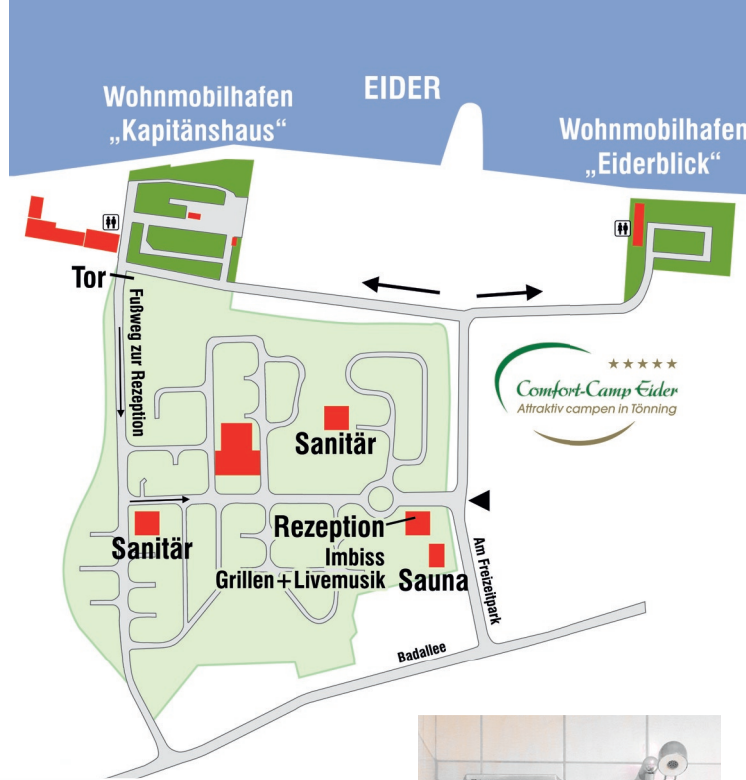 EIDER
Wohnmobilhafen
„Kapitänshaus“
Wohnmobilhafen
„Eiderblick“
Tor
Fußweg zur Rezeption
Comfort-Camp Eider
Attraktiv campen in Tönning
Sanitär
Sanitär
Rezeption
Imbiss
Grillen+Livemusik
Sauna
Am Freizeitpark
Badallee